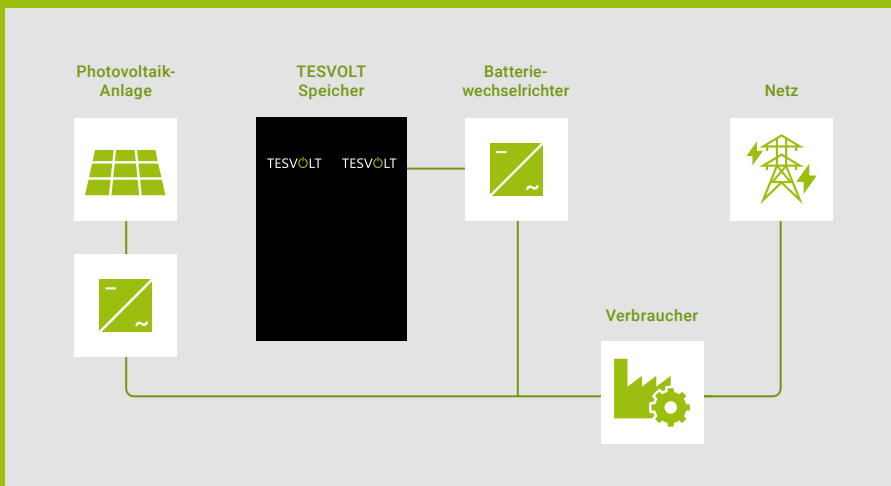 Photovoltaik-
Anlage
TESVOLT
Speicher
Batterie-
wechselrichter
Netz
TESVOLT TESVOLT
Verbraucher